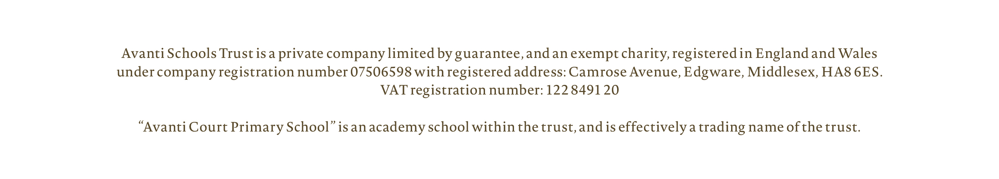 Avanti Schools Trust is a private company limited by guarantee, and an exempt charity, registered in England and Wales
under company registration number 07506598 with registered address: Camrose Avenue, Edgware, Middlesex, HA8 6ES.
VAT registration number: 122 8491 20
“Avanti Court Primary School” is an academy school within the trust, and is effectively a trading name of the trust.